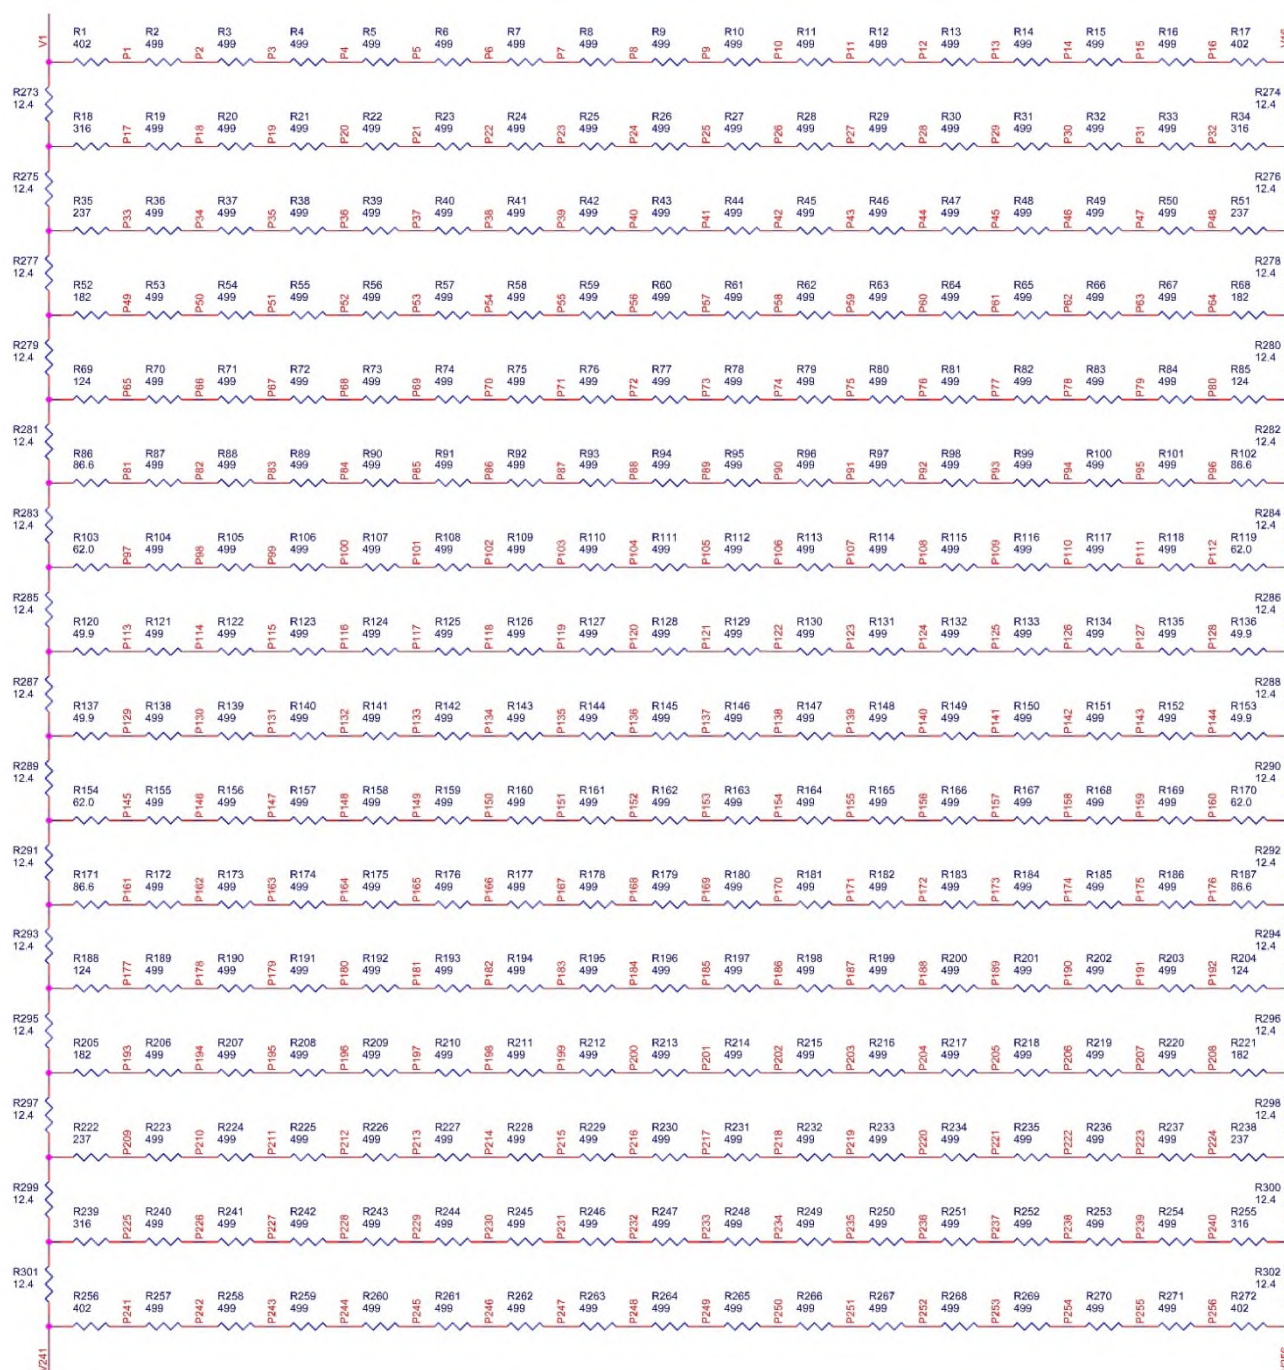 R1 R2 R3 R4 R5 R6 R7 R8 R9 R10 R11 R12 R13 R14 R15 R16 R17
402 499 499 499 499 499 499 499 499 499 499 499 499 499 499 499 402
V1 P1 P2 P3 P4 P5 P6 P7 P8 P9 P10 P11 P12 P13 P14 P15 P16
R273 R274
12.4 12.4
R18 R19 R20 R21 R22 R23 R24 R25 R26 R27 R28 R29 R30 R31 R32 R33 R34
316 499 499 499 499 499 499 499 499 499 499 499 499 499 499 499 316
P17 P18 P19 P20 P21 P22 P23 P24 P25 P26 P27 P28 P29 P30 P31 P32
R275 R276
12.4 12.4
R35 R36 R37 R38 R39 R40 R41 R42 R43 R44 R45 R46 R47 R48 R49 R50 R51
237 499 499 499 499 499 499 499 499 499 499 499 499 499 499 499 237
P33 P34 P35 P36 P37 P38 P39 P40 P41 P42 P43 P44 P45 P46 P47 P48
R277 R278
12.4 12.4
R52 R53 R54 R55 R56 R57 R58 R59 R60 R61 R62 R63 R64 R65 R66 R67 R68
182 499 499 499 499 499 499 499 499 499 499 499 499 499 499 499 182
P49 P50 P51 P52 P53 P54 P55 P56 P57 P58 P59 P60 P61 P62 P63 P64
R279 R280
12.4 12.4
R69 R70 R71 R72 R73 R74 R75 R76 R77 R78 R79 R80 R81 R82 R83 R84 R85
124 499 499 499 499 499 499 499 499 499 499 499 499 499 499 499 124
P65 P66 P67 P68 P69 P70 P71 P72 P73 P74 P75 P76 P77 P78 P79 P80
R281 R282
12.4 12.4
R86 R87 R88 R89 R90 R91 R92 R93 R94 R95 R96 R97 R98 R99 R100 R101 R102
86.6 499 499 499 499 499 499 499 499 499 499 499 499 499 499 499 86.6
P81 P82 P83 P84 P85 P86 P87 P88 P89 P90 P91 P92 P93 P94 P95 P96
R283 R284
12.4 12.4
R103 R104 R105 R106 R107 R108 R109 R110 R111 R112 R113 R114 R115 R116 R117 R118 R119
62.0 499 499 499 499 499 499 499 499 499 499 499 499 499 499 499 62.0
P97 P98 P99 P100 P101 P102 P103 P104 P105 P106 P107 P108 P109 P110 P111 P112
R285 R286
12.4 12.4
R120 R121 R122 R123 R124 R125 R126 R127 R128 R129 R130 R131 R132 R133 R134 R135 R136
49.9 499 499 499 499 499 499 499 499 499 499 499 499 499 499 499 49.9
P113 P114 P115 P116 P117 P118 P119 P120 P121 P122 P123 P124 P125 P126 P127 P128
R287 R288
12.4 12.4
R137 R138 R139 R140 R141 R142 R143 R144 R145 R146 R147 R148 R149 R150 R151 R152 R153
49.9 499 499 499 499 499 499 499 499 499 499 499 499 499 499 499 49.9
P129 P130 P131 P132 P133 P134 P135 P136 P137 P138 P139 P140 P141 P142 P143 P144
R289 R290
12.4 12.4
R154 R155 R156 R157 R158 R159 R160 R161 R162 R163 R164 R165 R166 R167 R168 R169 R170
62.0 499 499 499 499 499 499 499 499 499 499 499 499 499 499 499 62.0
P145 P146 P147 P148 P149 P150 P151 P152 P153 P154 P155 P156 P157 P158 P159 P160
R291 R292
12.4 12.4
R171 R172 R173 R174 R175 R176 R177 R178 R179 R180 R181 R182 R183 R184 R185 R186 R187
86.6 499 499 499 499 499 499 499 499 499 499 499 499 499 499 499 86.6
P161 P162 P163 P164 P165 P166 P167 P168 P169 P170 P171 P172 P173 P174 P175 P176
R293 R294
12.4 12.4
R188 R189 R190 R191 R192 R193 R194 R195 R196 R197 R198 R199 R200 R201 R202 R203 R204
124 499 499 499 499 499 499 499 499 499 499 499 499 499 499 499 124
P177 P178 P179 P180 P181 P182 P183 P184 P185 P186 P187 P188 P189 P190 P191 P192
R295 R296
12.4 12.4
R205 R206 R207 R208 R209 R210 R211 R212 R213 R214 R215 R216 R217 R218 R219 R220 R221
182 499 499 499 499 499 499 499 499 499 499 499 499 499 499 499 182
P193 P194 P195 P196 P197 P198 P199 P200 P201 P202 P203 P204 P205 P206 P207 P208
R297 R298
12.4 12.4
R222 R223 R224 R225 R226 R227 R228 R229 R230 R231 R232 R233 R234 R235 R236 R237 R238
237 499 499 499 499 499 499 499 499 499 499 499 499 499 499 499 237
P209 P210 P211 P212 P213 P214 P215 P216 P217 P218 P219 P220 P221 P222 P223 P224
R299 R300
12.4 12.4
R239 R240 R241 R242 R243 R244 R245 R246 R247 R248 R249 R250 R251 R252 R253 R254 R255
316 499 499 499 499 499 499 499 499 499 499 499 499 499 499 499 316
P225 P226 P227 P228 P229 P230 P231 P232 P233 P234 P235 P236 P237 P238 P239 P240
R301 R302
12.4 12.4
R256 R257 R258 R259 R260 R261 R262 R263 R264 R265 R266 R267 R268 R269 R270 R271 R272
402 499 499 499 499 499 499 499 499 499 499 499 499 499 499 499 402
P241 P242 P243 P244 P245 P246 P247 P248 P249 P250 P251 P252 P253 P254 P255 P256
V241